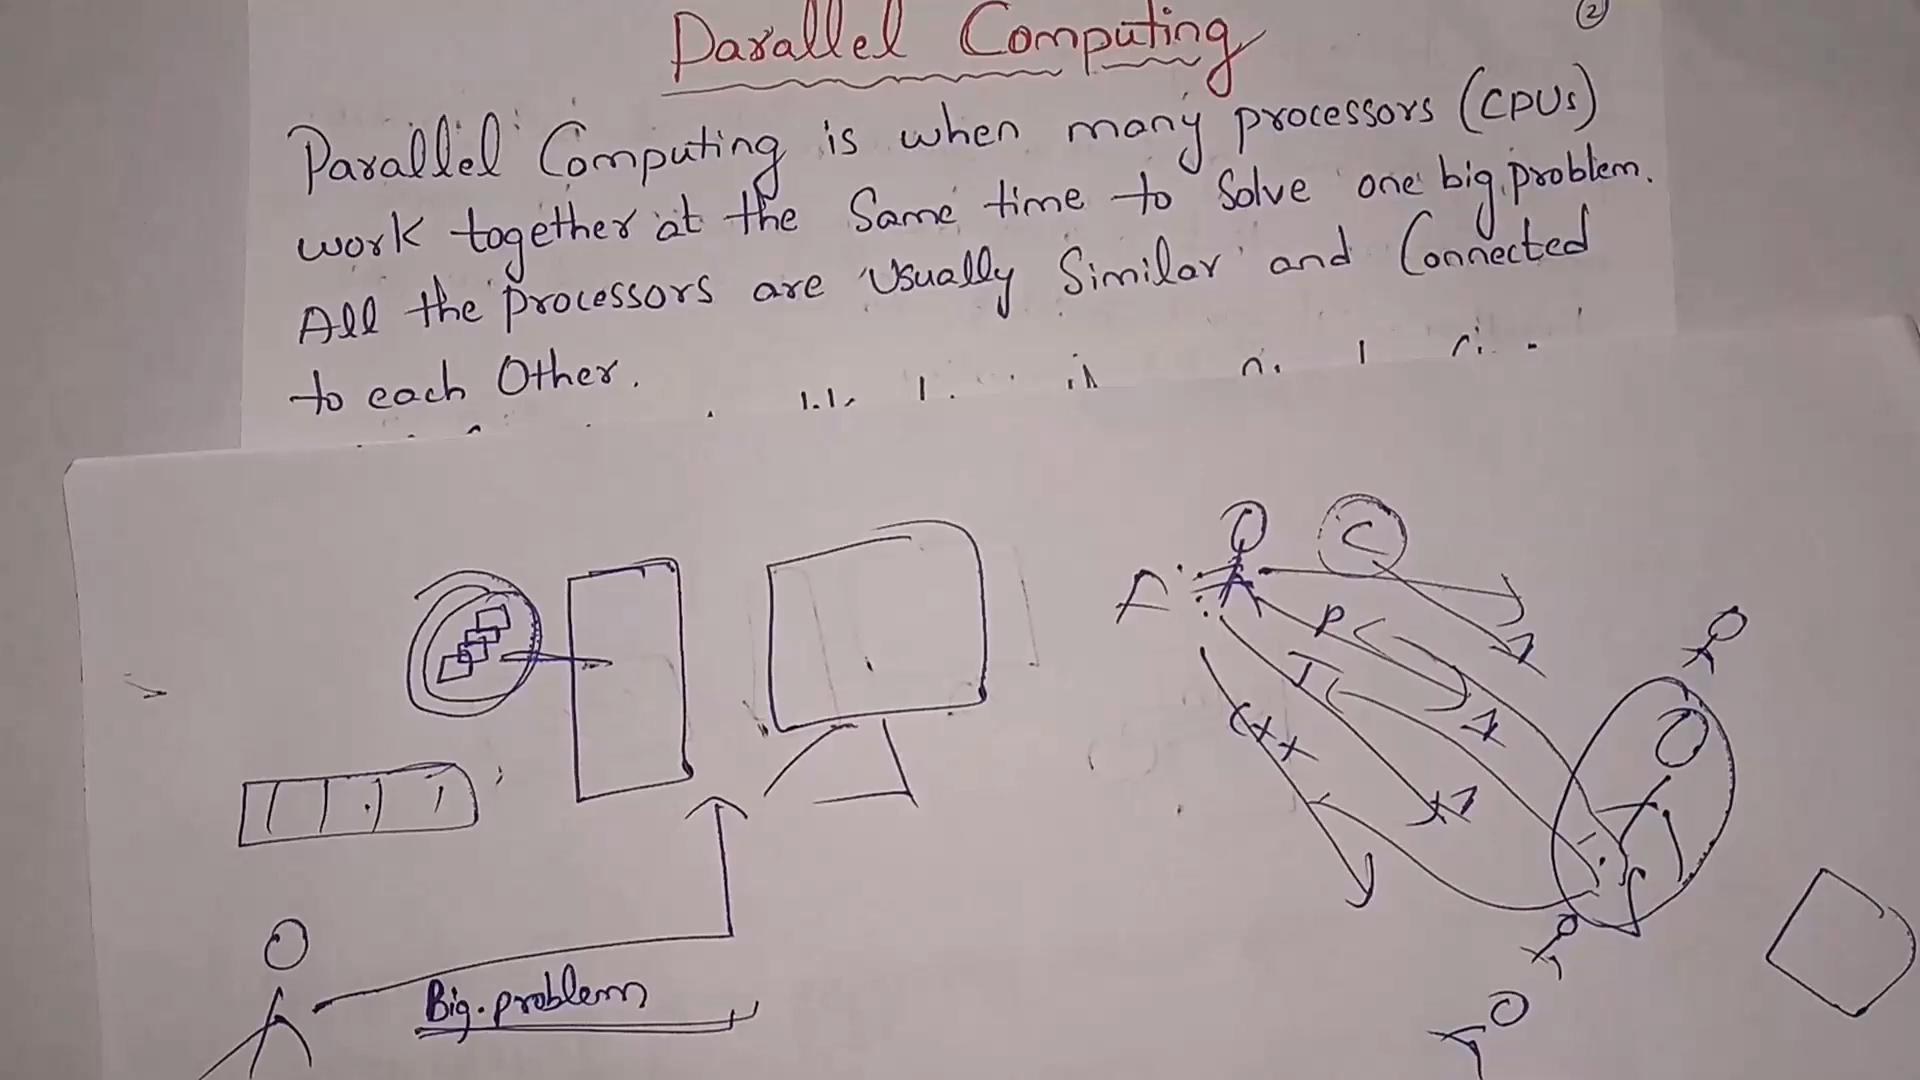 Parallel Computing
2
Parallel Computing is when many processors (CPUs)
work together at the Same time to Solve one big problem.
All the processors are Usually Similar and Connected
to each Other.
C
P
J
C++
Big. problem